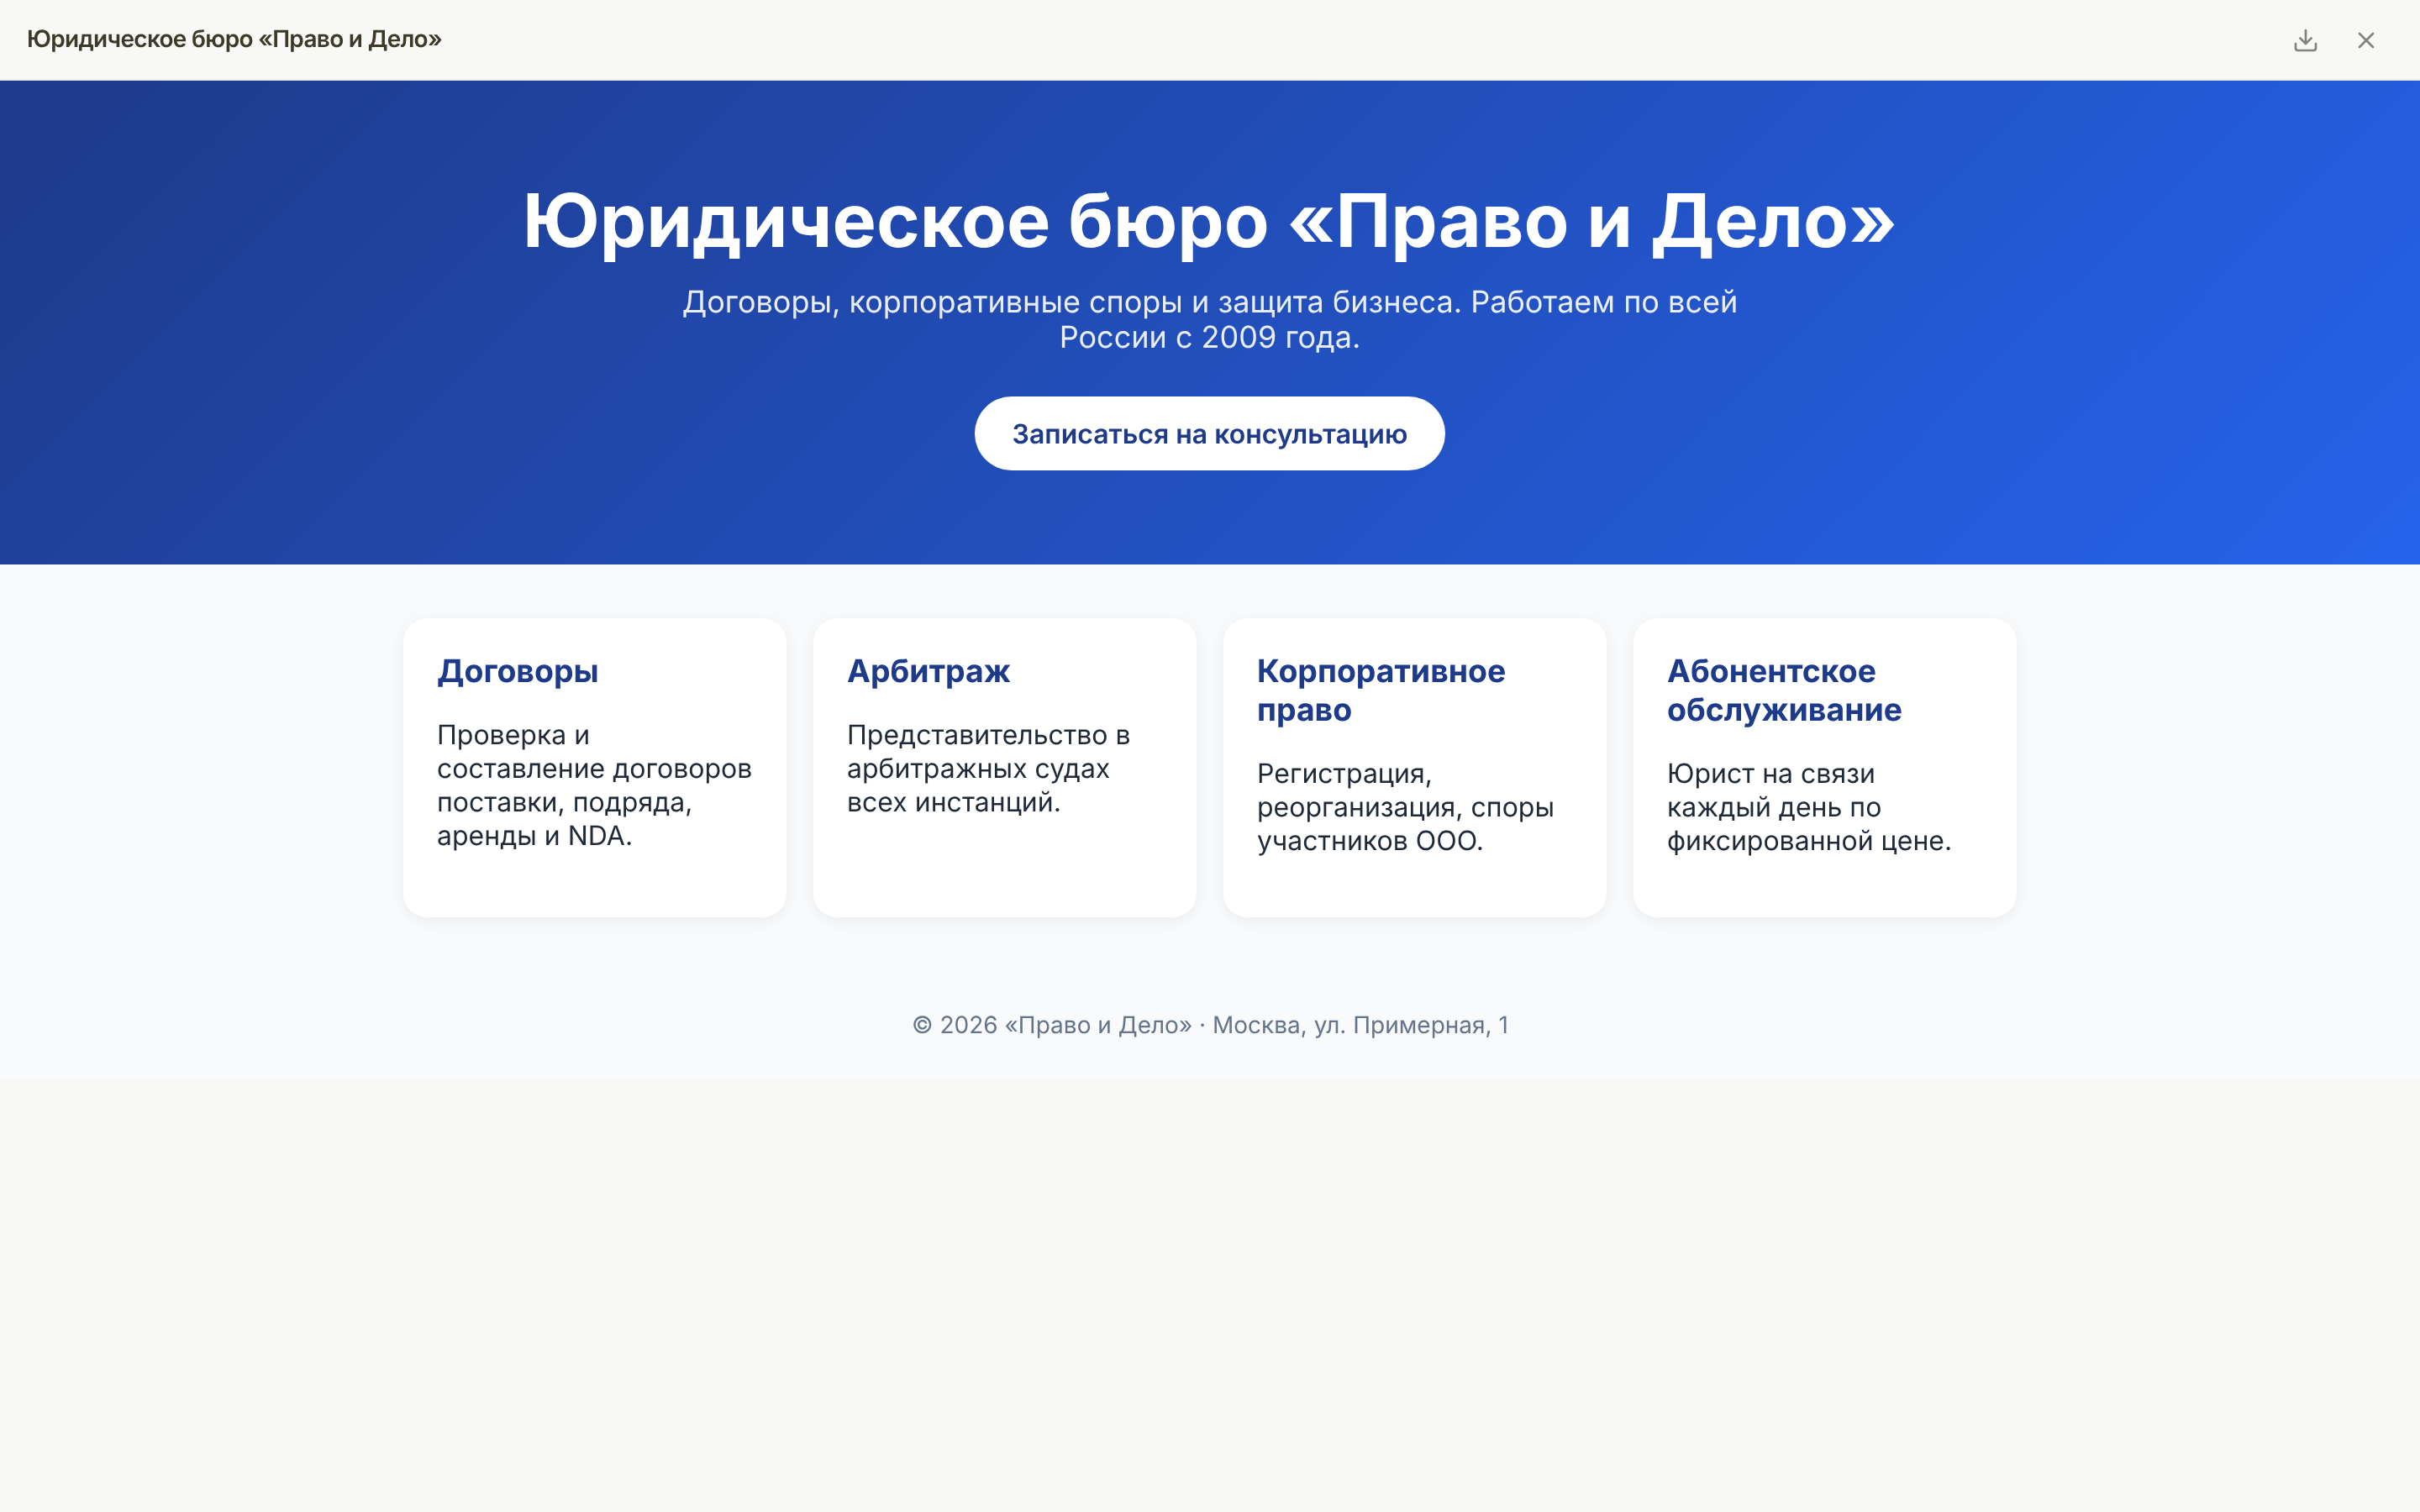 Юридическое бюро «Право и Дело»
Юридическое бюро «Право и Дело»
Договоры, корпоративные споры и защита бизнеса. Работаем по всей
России с 2009 года.
Записаться на консультацию
Договоры
Проверка и
составление договоров
поставки, подряда,
аренды и NDA.
Арбитраж
Представительство в
арбитражных судах
всех инстанций.
Корпоративное
право
Регистрация,
реорганизация, споры
участников ООО.
Абонентское
обслуживание
Юрист на связи
каждый день по
фиксированной цене.
© 2026 «Право и Дело» · Москва, ул. Примерная, 1